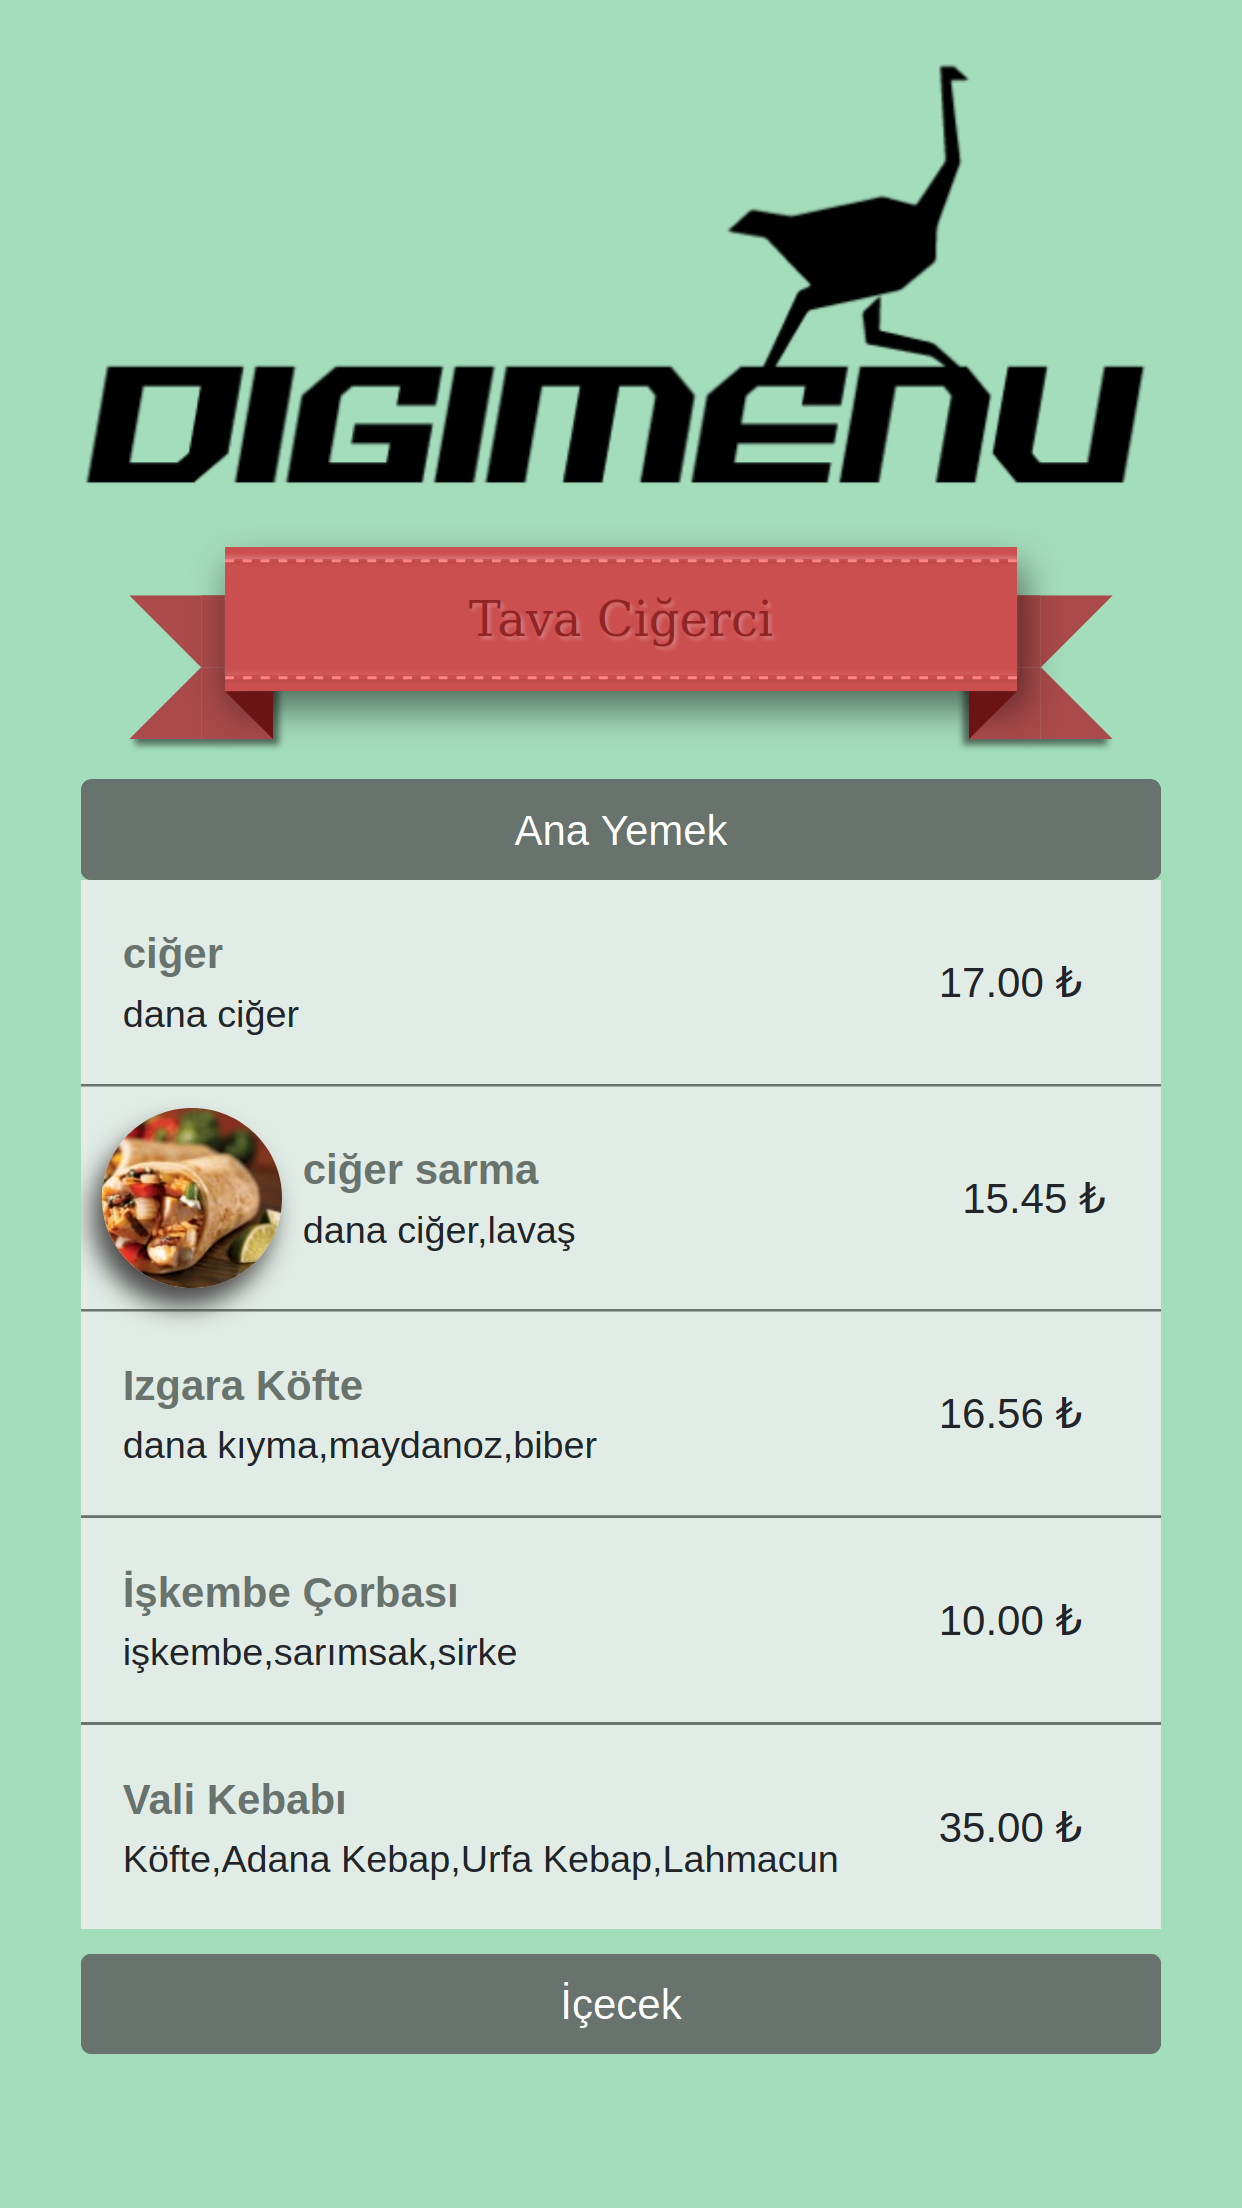 DIGIMENU
Tava Ciğerci
Ana Yemek
ciğer
dana ciğer
17.00 ₺
ciğer sarma
dana ciğer,lavaş
15.45 ₺
Izgara Köfte
dana kıyma,maydanoz,biber
16.56 ₺
İşkembe Çorbası
işkembe,sarımsak,sirke
10.00 ₺
Vali Kebabı
Köfte,Adana Kebap,Urfa Kebap,Lahmacun
35.00 ₺
İçecek